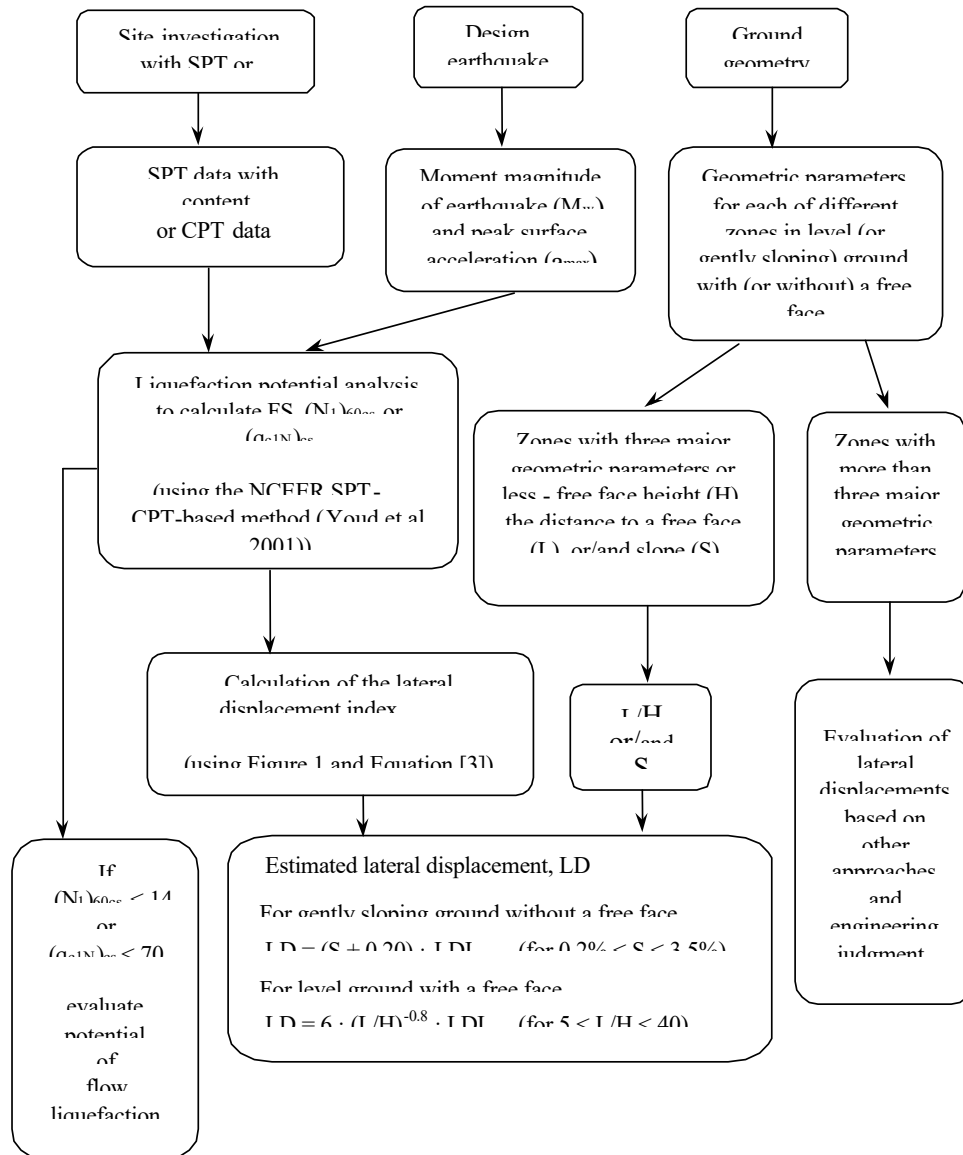 Site investigation
with SPT or
Design
earthquake
Ground
geometry
SPT data with
content
or CPT data
Moment magnitude
of earthquake (Mw)
and peak surface
acceleration (amax)
Geometric parameters
for each of different
zones in level (or
gently sloping) ground
with (or without) a free
face
Liquefaction potential analysis
to calculate FS, (N1)60cs or
(qc1N)cs
(using the NCEER SPT-
CPT-based method (Youd et al
2001))
Zones with three major
geometric parameters or
less - free face height (H),
the distance to a free face
(L), or/and slope (S)
Zones with
more than
three major
geometric
parameters
Calculation of the lateral
displacement index
(using Figure 1 and Equation [3])
L/H
or/and
S
Evaluation of
lateral
displacements
based on
other
approaches
and
engineering
judgment
If
(N1)60cs < 14
or
(qc1N)cs < 70
evaluate
potential
of
flow
liquefaction
Estimated lateral displacement, LD
For gently sloping ground without a free face
LD = (S + 0.20) · LDI (for 0.2% < S < 3.5%)
For level ground with a free face
LD = 6 · (L/H)-0.8 · LDI (for 5 < L/H < 40)